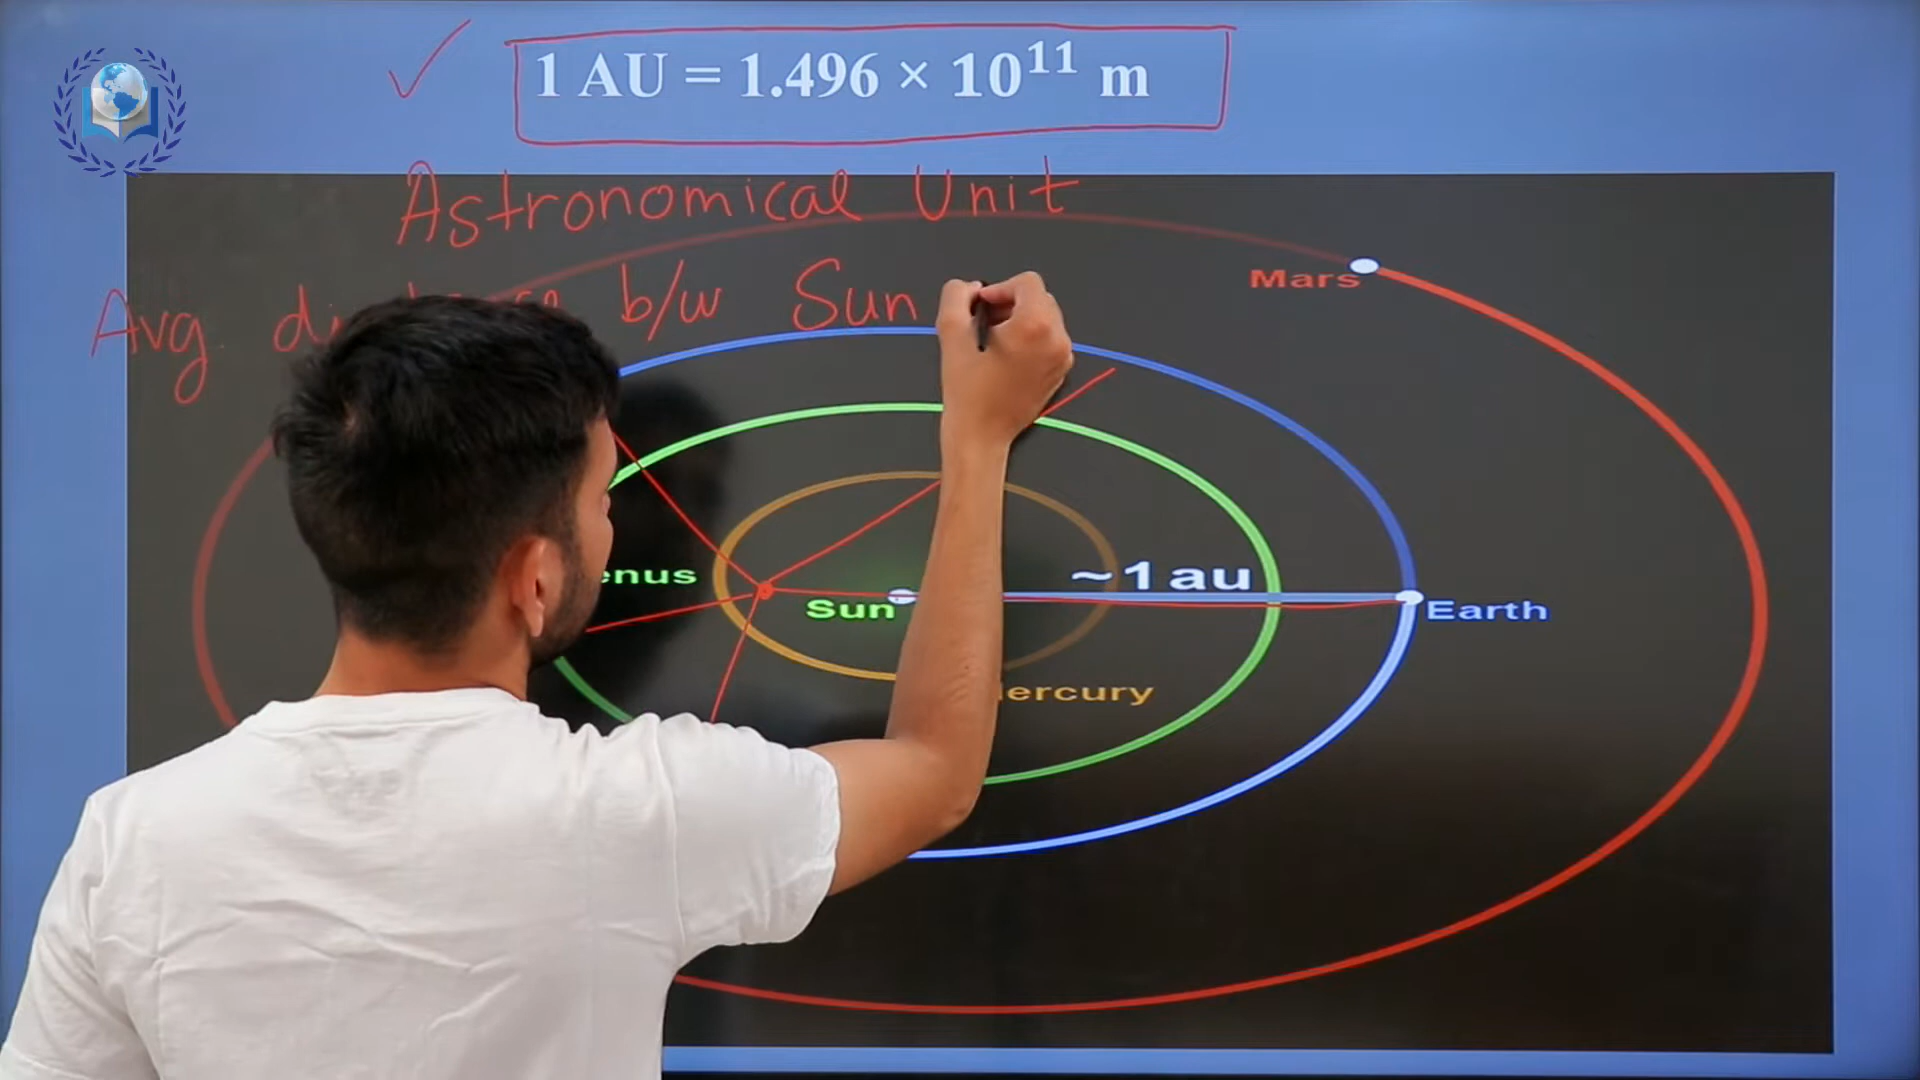 1 AU = 1.496 × 10¹¹ m
Astronomical Unit
Avg. b/w Sun
Mars
~1 au
Sun
Earth